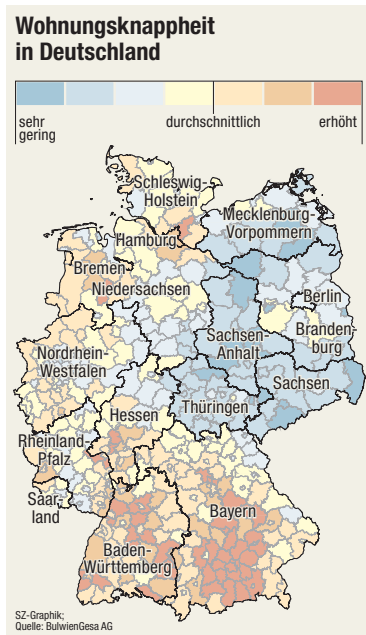 Wohnungsknappheit
in Deutschland
sehr
gering
durchschnittlich
erhöht
Schleswig-
Holstein
Mecklenburg-
Vorpommern
Hamburg
Bremen
Niedersachsen
Berlin
Branden-
burg
Sachsen-
Anhalt
Nordrhein-
Westfalen
Sachsen
Thüringen
Hessen
Rheinland-
Pfalz
Saar-
land
Bayern
Baden-
Württemberg
SZ-Graphik;
Quelle: BulwienGesa AG